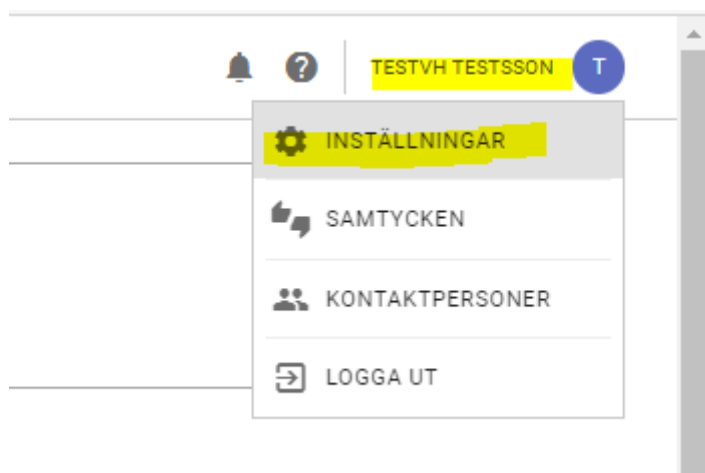 TESTVH TESTSSON T
INSTÄLLNINGAR
SAMTYCKEN
KONTAKTPERSONER
LOGGA UT